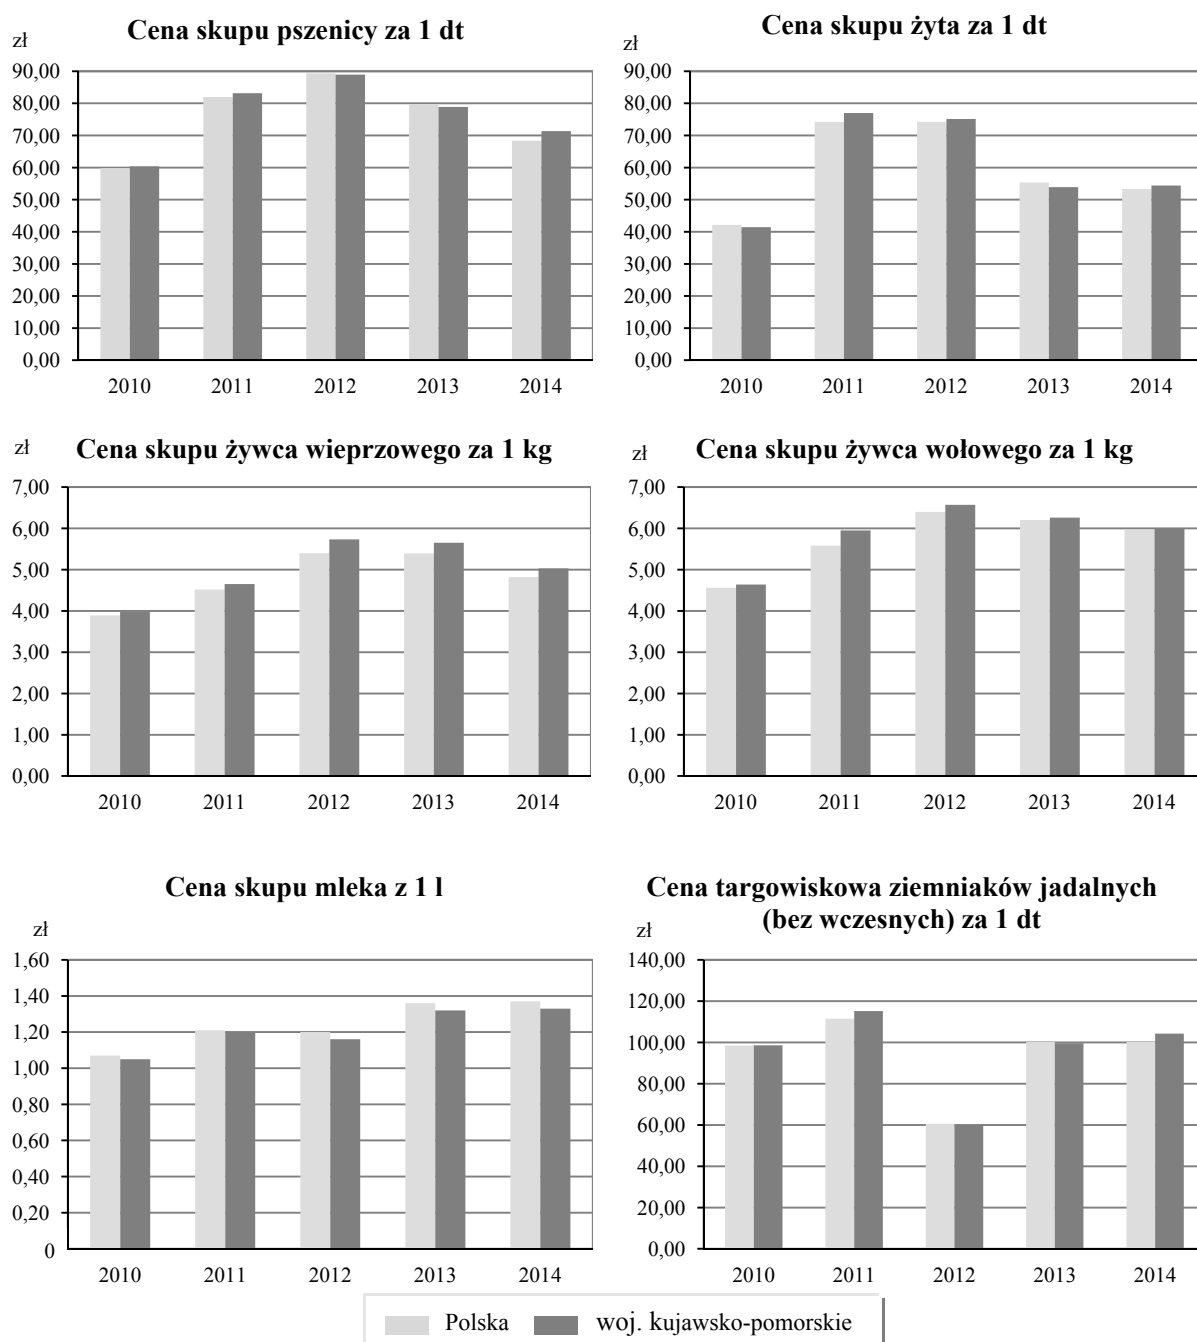 Cena skupu pszenicy za 1 dt
zł
90,00
80,00
70,00
60,00
50,00
40,00
30,00
20,00
10,00
0,00
2010 2011 2012 2013 2014
Cena skupu żyta za 1 dt
zł
90,00
80,00
70,00
60,00
50,00
40,00
30,00
20,00
10,00
0,00
2010 2011 2012 2013 2014
Cena skupu żywca wieprzowego za 1 kg
zł
7,00
6,00
5,00
4,00
3,00
2,00
1,00
0,00
2010 2011 2012 2013 2014
Cena skupu żywca wołowego za 1 kg
zł
7,00
6,00
5,00
4,00
3,00
2,00
1,00
0,00
2010 2011 2012 2013 2014
Cena skupu mleka z 1 l
zł
1,60
1,40
1,20
1,00
0,80
0,60
0,40
0,20
0
2010 2011 2012 2013 2014
Cena targowiskowa ziemniaków jadalnych
(bez wczesnych) za 1 dt
zł
140,00
120,00
100,00
80,00
60,00
40,00
20,00
0,00
2010 2011 2012 2013 2014
Polska woj. kujawsko-pomorskie